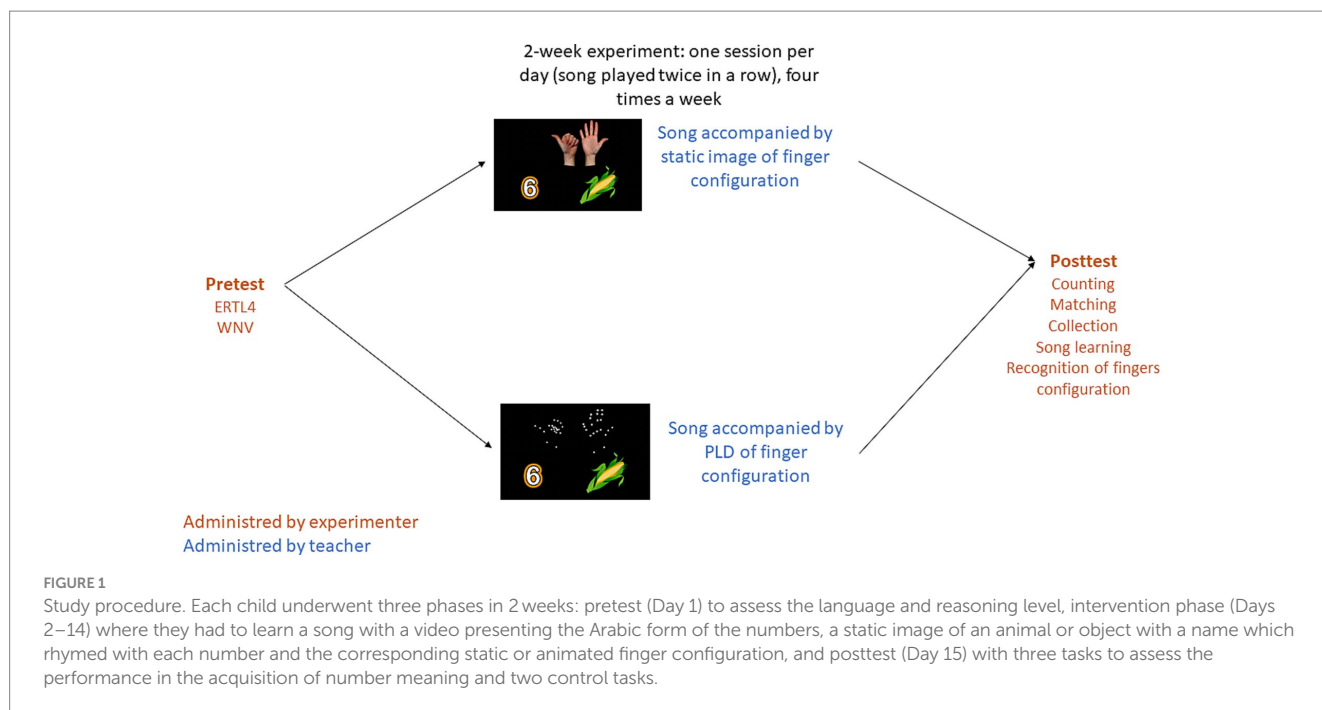 2-week experiment: one session per
day (song played twice in a row), four
times a week
Song accompanied by
static image of finger
configuration
6
Pretest
ERTL4
WNV
Posttest
Counting
Matching
Collection
Song learning
Recognition of fingers
configuration
Song accompanied by
PLD of finger
configuration
6
Administred by experimenter
Administred by teacher
FIGURE 1
Study procedure. Each child underwent three phases in 2 weeks: pretest (Day 1) to assess the language and reasoning level, intervention phase (Days
2–14) where they had to learn a song with a video presenting the Arabic form of the numbers, a static image of an animal or object with a name which
rhymed with each number and the corresponding static or animated finger configuration, and posttest (Day 15) with three tasks to assess the
performance in the acquisition of number meaning and two control tasks.